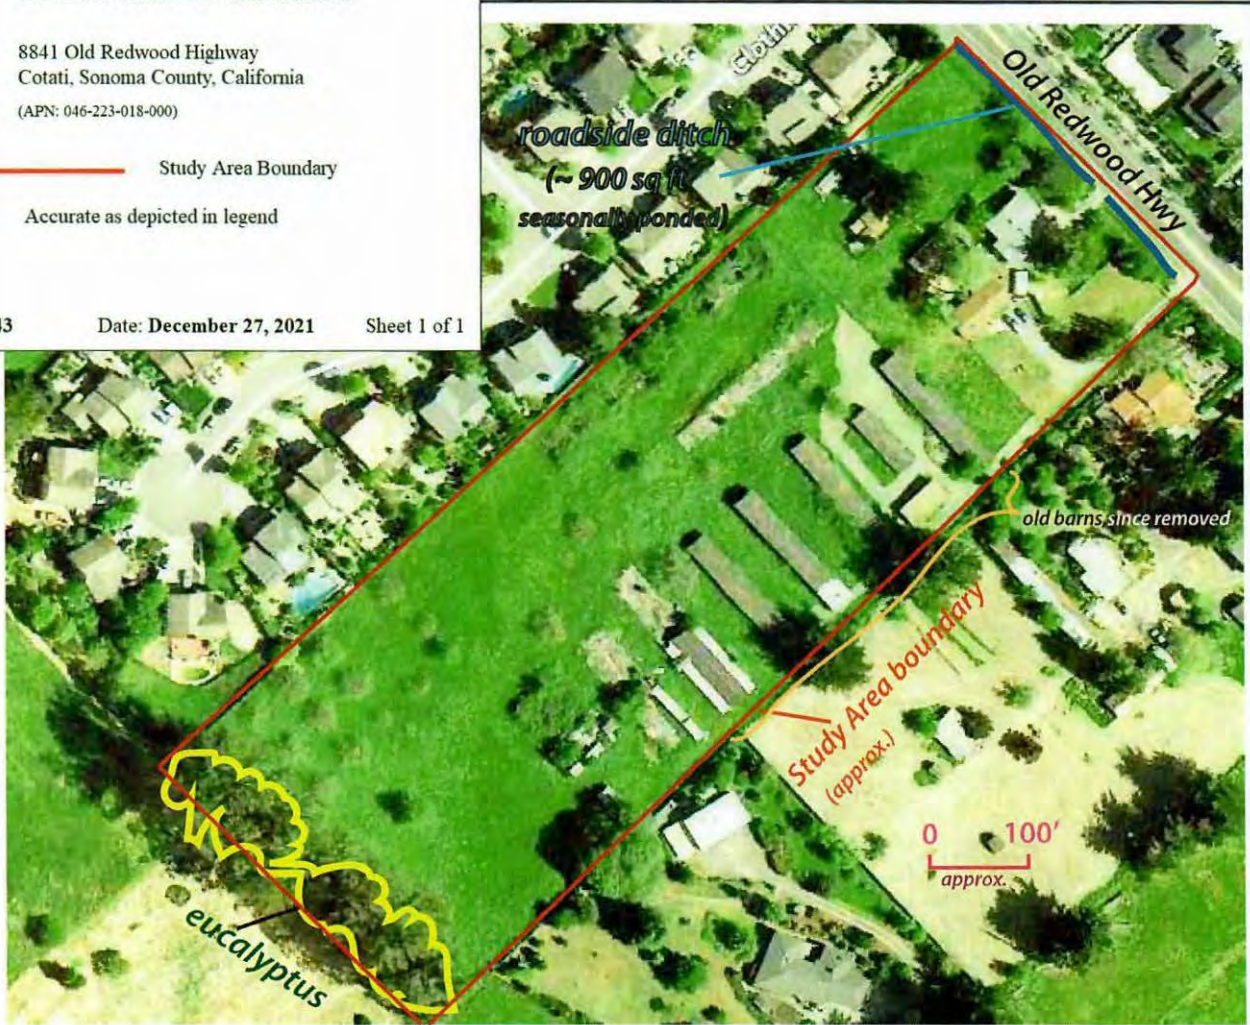 8841 Old Redwood Highway
Cotati, Sonoma County, California
(APN: 046-223-018-000)
Study Area Boundary
Accurate as depicted in legend
Date: December 27, 2021 Sheet 1 of 1
Old Redwood Hwy
roadside ditch
(~ 900 sq ft
seasonally ponded)
old barns since removed
Study Area boundary
(approx.)
0 100'
approx.
eucalyptus